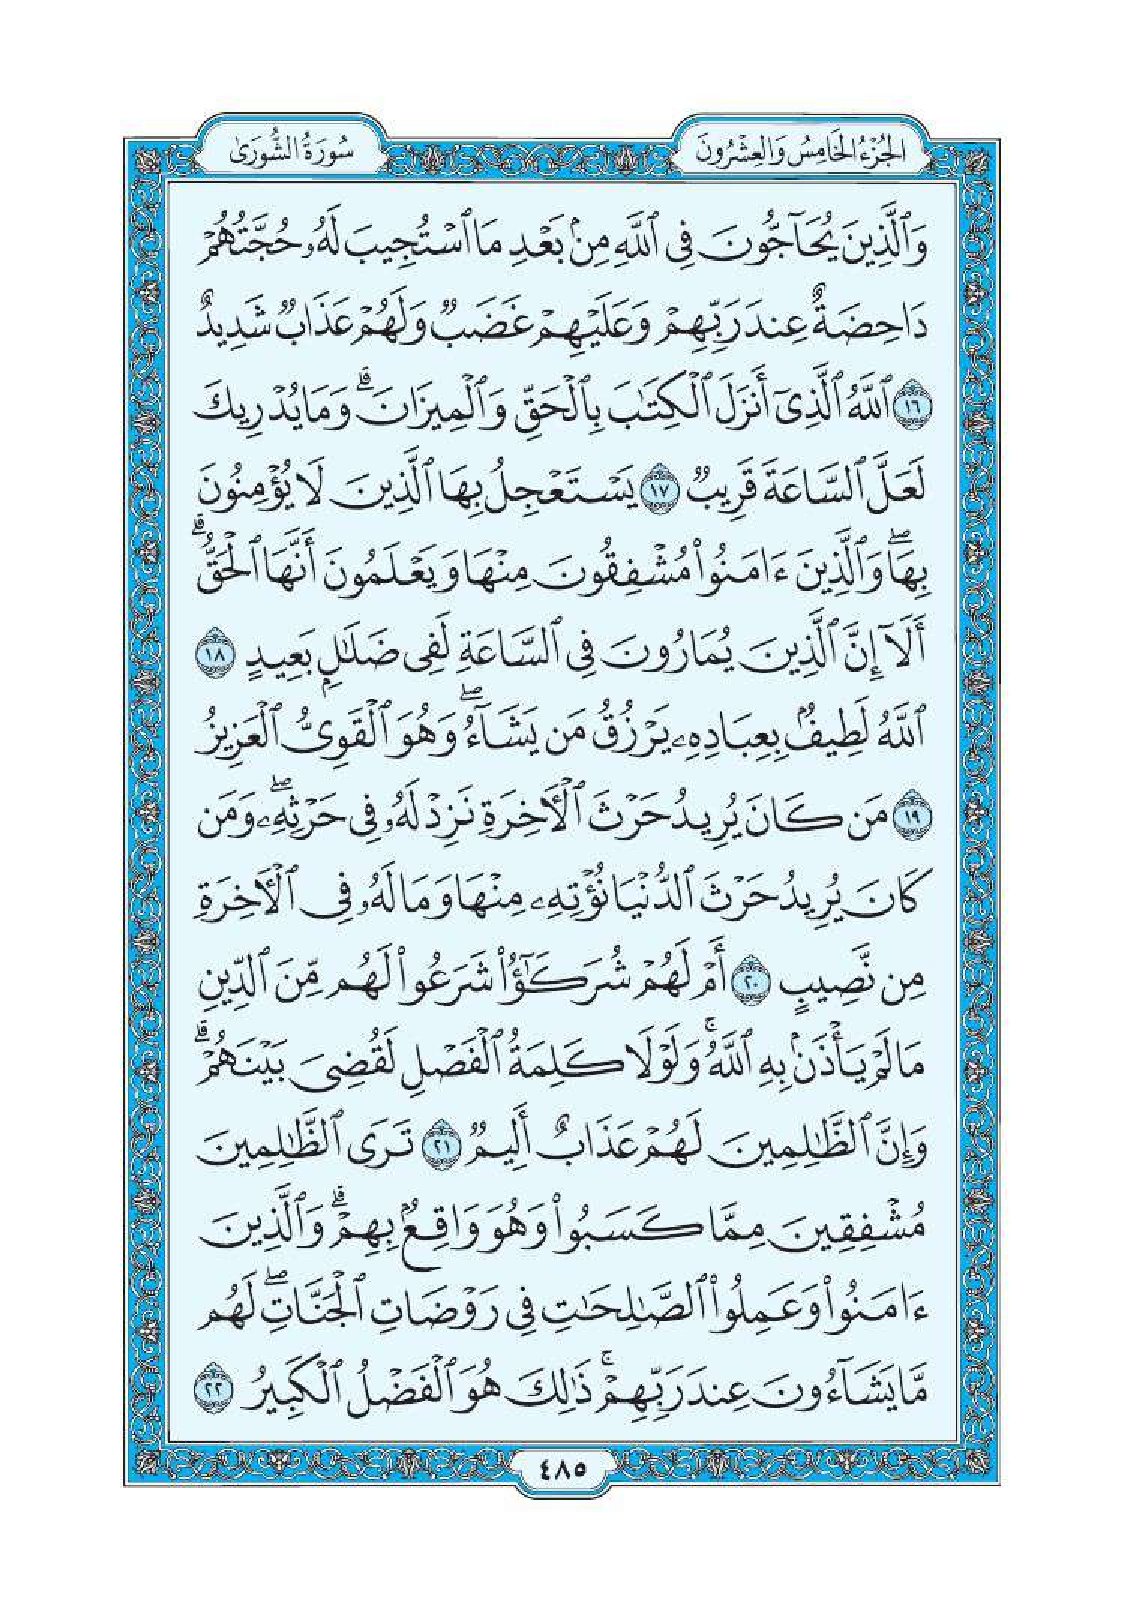 الجُزْءُ الخَامِسُ وَالعِشْرُونَ
سُورَةُ الشُّورَىٰ
وَٱلَّذِينَ يُحَآجُّونَ فِى ٱللَّهِ مِنۢ بَعْدِ مَا ٱسْتُجِيبَ لَهُۥ حُجَّتُهُمْ
دَاحِضَةٌ عِندَ رَبِّهِمْ وَعَلَيْهِمْ غَضَبٌ وَلَهُمْ عَذَابٌ شَدِيدٌ
١٦ ٱللَّهُ ٱلَّذِىٓ أَنزَلَ ٱلْكِتَٰبَ بِٱلْحَقِّ وَٱلْمِيزَانَ ۗ وَمَا يُدْرِيكَ
لَعَلَّ ٱلسَّاعَةَ قَرِيبٌ ١٧ يَسْتَعْجِلُ بِهَا ٱلَّذِينَ لَا يُؤْمِنُونَ
بِهَا ۖ وَٱلَّذِينَ ءَامَنُوا۟ مُشْفِقُونَ مِنْهَا وَيَعْلَمُونَ أَنَّهَا ٱلْحَقُّ ۗ
أَلَآ إِنَّ ٱلَّذِينَ يُمَارُونَ فِى ٱلسَّاعَةِ لَفِى ضَلَٰلٍۭ بَعِيدٍ ١٨
ٱللَّهُ لَطِيفٌۢ بِعِبَادِهِۦ يَرْزُقُ مَن يَشَآءُ ۖ وَهُوَ ٱلْقَوِىُّ ٱلْعَزِيزُ
١٩ مَن كَانَ يُرِيدُ حَرْثَ ٱلْءَاخِرَةِ نَزِدْ لَهُۥ فِى حَرْثِهِۦ ۖ وَمَن
كَانَ يُرِيدُ حَرْثَ ٱلدُّنْيَا نُؤْتِهِۦ مِنْهَا وَمَا لَهُۥ فِى ٱلْءَاخِرَةِ
مِن نَّصِيبٍ ٢٠ أَمْ لَهُمْ شُرَكَٰٓؤُا۟ شَرَعُوا۟ لَهُم مِّنَ ٱلدِّينِ
مَا لَمْ يَأْذَنۢ بِهِ ٱللَّهُ ۚ وَلَوْلَا كَلِمَةُ ٱلْفَصْلِ لَقُضِىَ بَيْنَهُمْ ۗ
وَإِنَّ ٱلظَّٰلِمِينَ لَهُمْ عَذَابٌ أَلِيمٌ ٢١ تَرَى ٱلظَّٰلِمِينَ
مُشْفِقِينَ مِمَّا كَسَبُوا۟ وَهُوَ وَاقِعٌۢ بِهِمْ ۗ وَٱلَّذِينَ
ءَامَنُوا۟ وَعَمِلُوا۟ ٱلصَّٰلِحَٰتِ فِى رَوْضَاتِ ٱلْجَنَّاتِ ۖ لَهُم
مَّا يَشَآءُونَ عِندَ رَبِّهِمْ ۚ ذَٰلِكَ هُوَ ٱلْفَضْلُ ٱلْكَبِيرُ ٢٢
٤٨٥